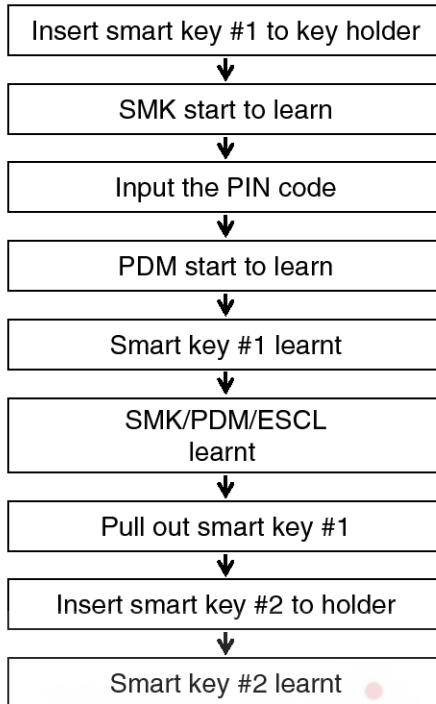 Insert smart key #1 to key holder
SMK start to learn
Input the PIN code
PDM start to learn
Smart key #1 learnt
SMK/PDM/ESCL
learnt
Pull out smart key #1
Insert smart key #2 to holder
Smart key #2 learnt